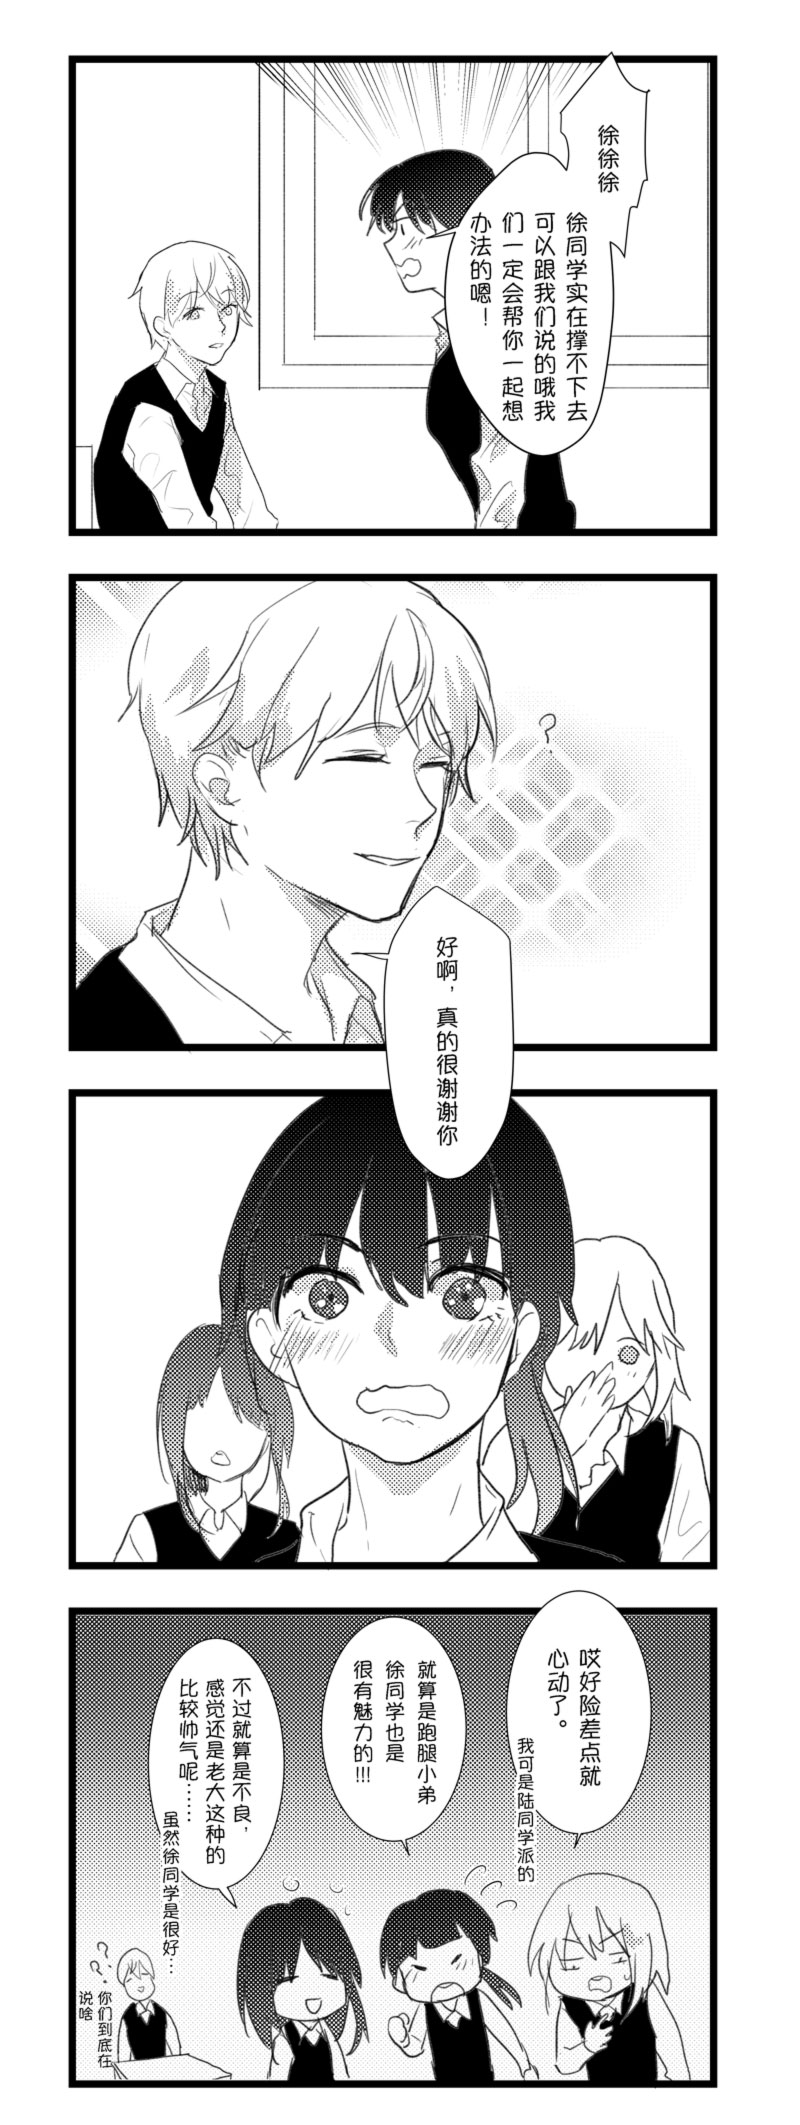 徐徐徐
徐同学实在撑不下去
可以跟我们说的哦我
们一定会帮你一起想
办法的嗯！
?
好啊，真的很谢谢你
哎好险差点就
心动了。
我可是陆同学派的
就算是跑腿小弟
徐同学也是
很有魅力的!!!
不过就算是不良，
感觉还是老大这种的
比较帅气呢……
虽然徐同学是很好…
???
你们到底在
说啥